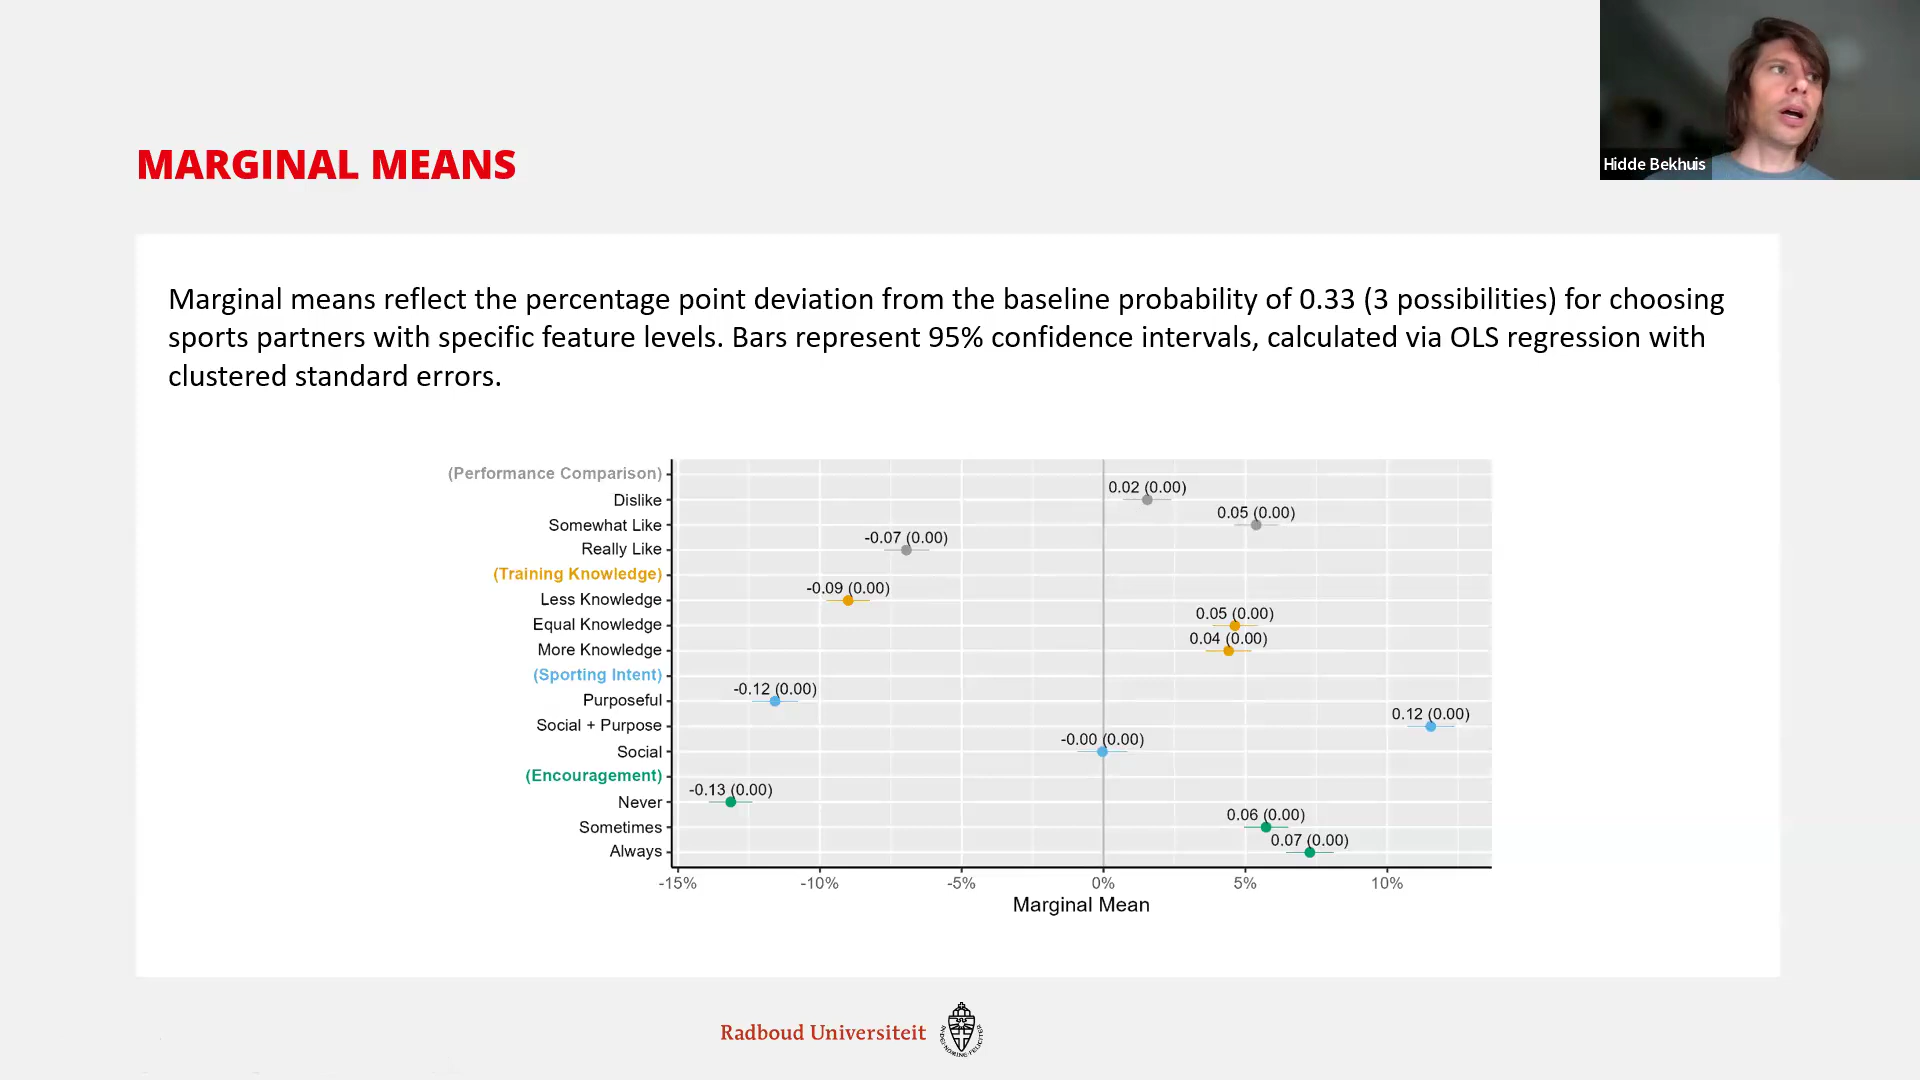 Hidde Bekhuis
MARGINAL MEANS
Marginal means reflect the percentage point deviation from the baseline probability of 0.33 (3 possibilities) for choosing
sports partners with specific feature levels. Bars represent 95% confidence intervals, calculated via OLS regression with
clustered standard errors.
(Performance Comparison)
Dislike 0.02 (0.00)
Somewhat Like 0.05 (0.00)
Really Like -0.07 (0.00)
(Training Knowledge)
Less Knowledge -0.09 (0.00)
Equal Knowledge 0.05 (0.00)
More Knowledge 0.04 (0.00)
(Sporting Intent)
Purposeful -0.12 (0.00)
Social + Purpose 0.12 (0.00)
Social -0.00 (0.00)
(Encouragement)
Never -0.13 (0.00)
Sometimes 0.06 (0.00)
Always 0.07 (0.00)
-15% -10% -5% 0% 5% 10%
Marginal Mean
Radboud Universiteit